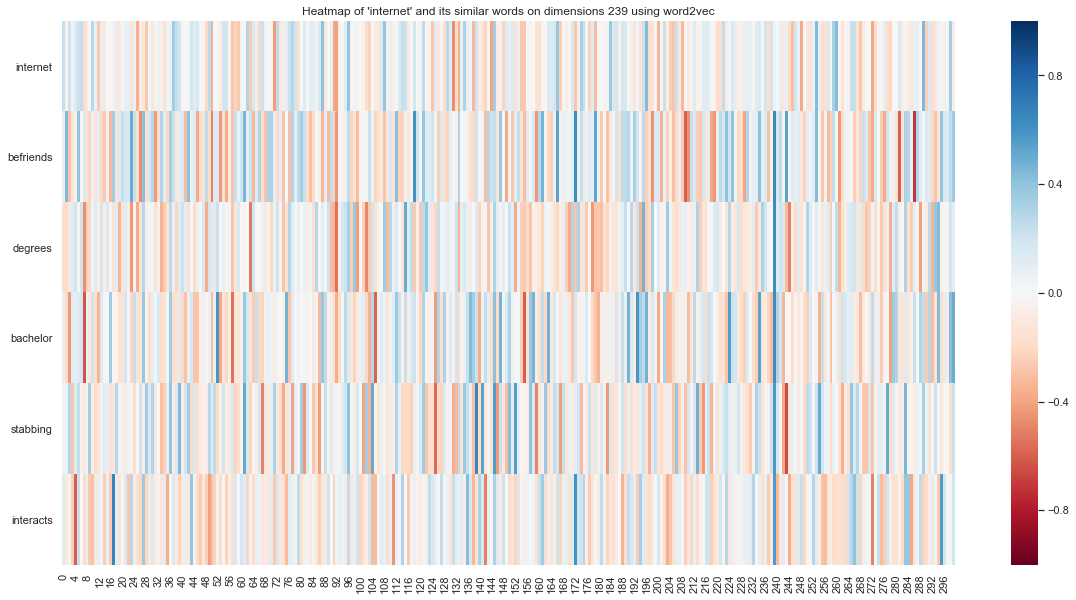 Heatmap of 'internet' and its similar words on dimensions 239 using word2vec
internet
befriends
degrees
bachelor
stabbing
interacts
0.8
0.4
0.0
−0.4
−0.8
0 4 8 12 16 20 24 28 32 36 40 44 48 52 56 60 64 68 72 76 80 84 88 92 96 100 104 108 112 116 120 124 128 132 136 140 144 148 152 156 160 164 168 172 176 180 184 188 192 196 200 204 208 212 216 220 224 228 232 236 240 244 248 252 256 260 264 268 272 276 280 284 288 292 296